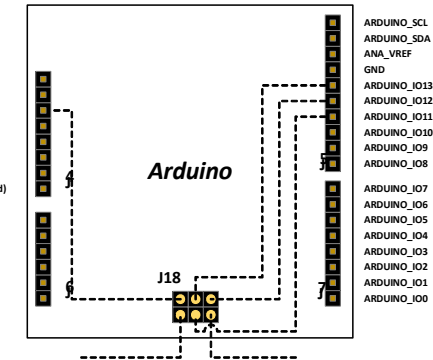 ARDUINO_SCL
ARDUINO_SDA
ANA_VREF
GND
ARDUINO_IO13
ARDUINO_IO12
ARDUINO_IO11
ARDUINO_IO10
ARDUINO_IO9
ARDUINO_IO8
Arduino
d)
ARDUINO_IO7
ARDUINO_IO6
ARDUINO_IO5
ARDUINO_IO4
ARDUINO_IO3
ARDUINO_IO2
ARDUINO_IO1
ARDUINO_IO0
J18